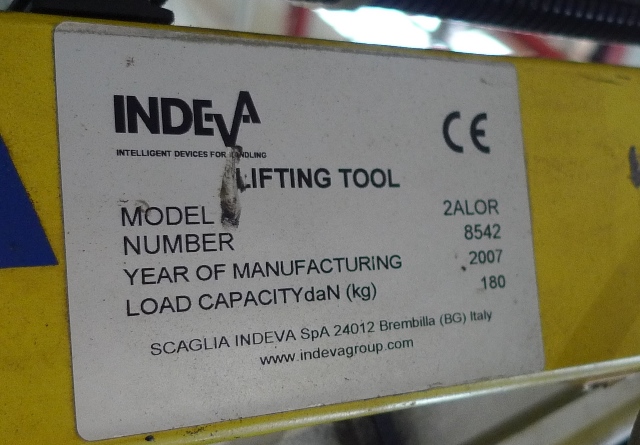 INDEVA
CE
INTELLIGENT DEVICES FOR HANDLING
LIFTING TOOL
MODEL 2ALOR
NUMBER 8542
YEAR OF MANUFACTURING 2007
LOAD CAPACITYdaN (kg) 180
SCAGLIA INDEVA SpA 24012 Brembilla (BG) Italy
www.indevagroup.com